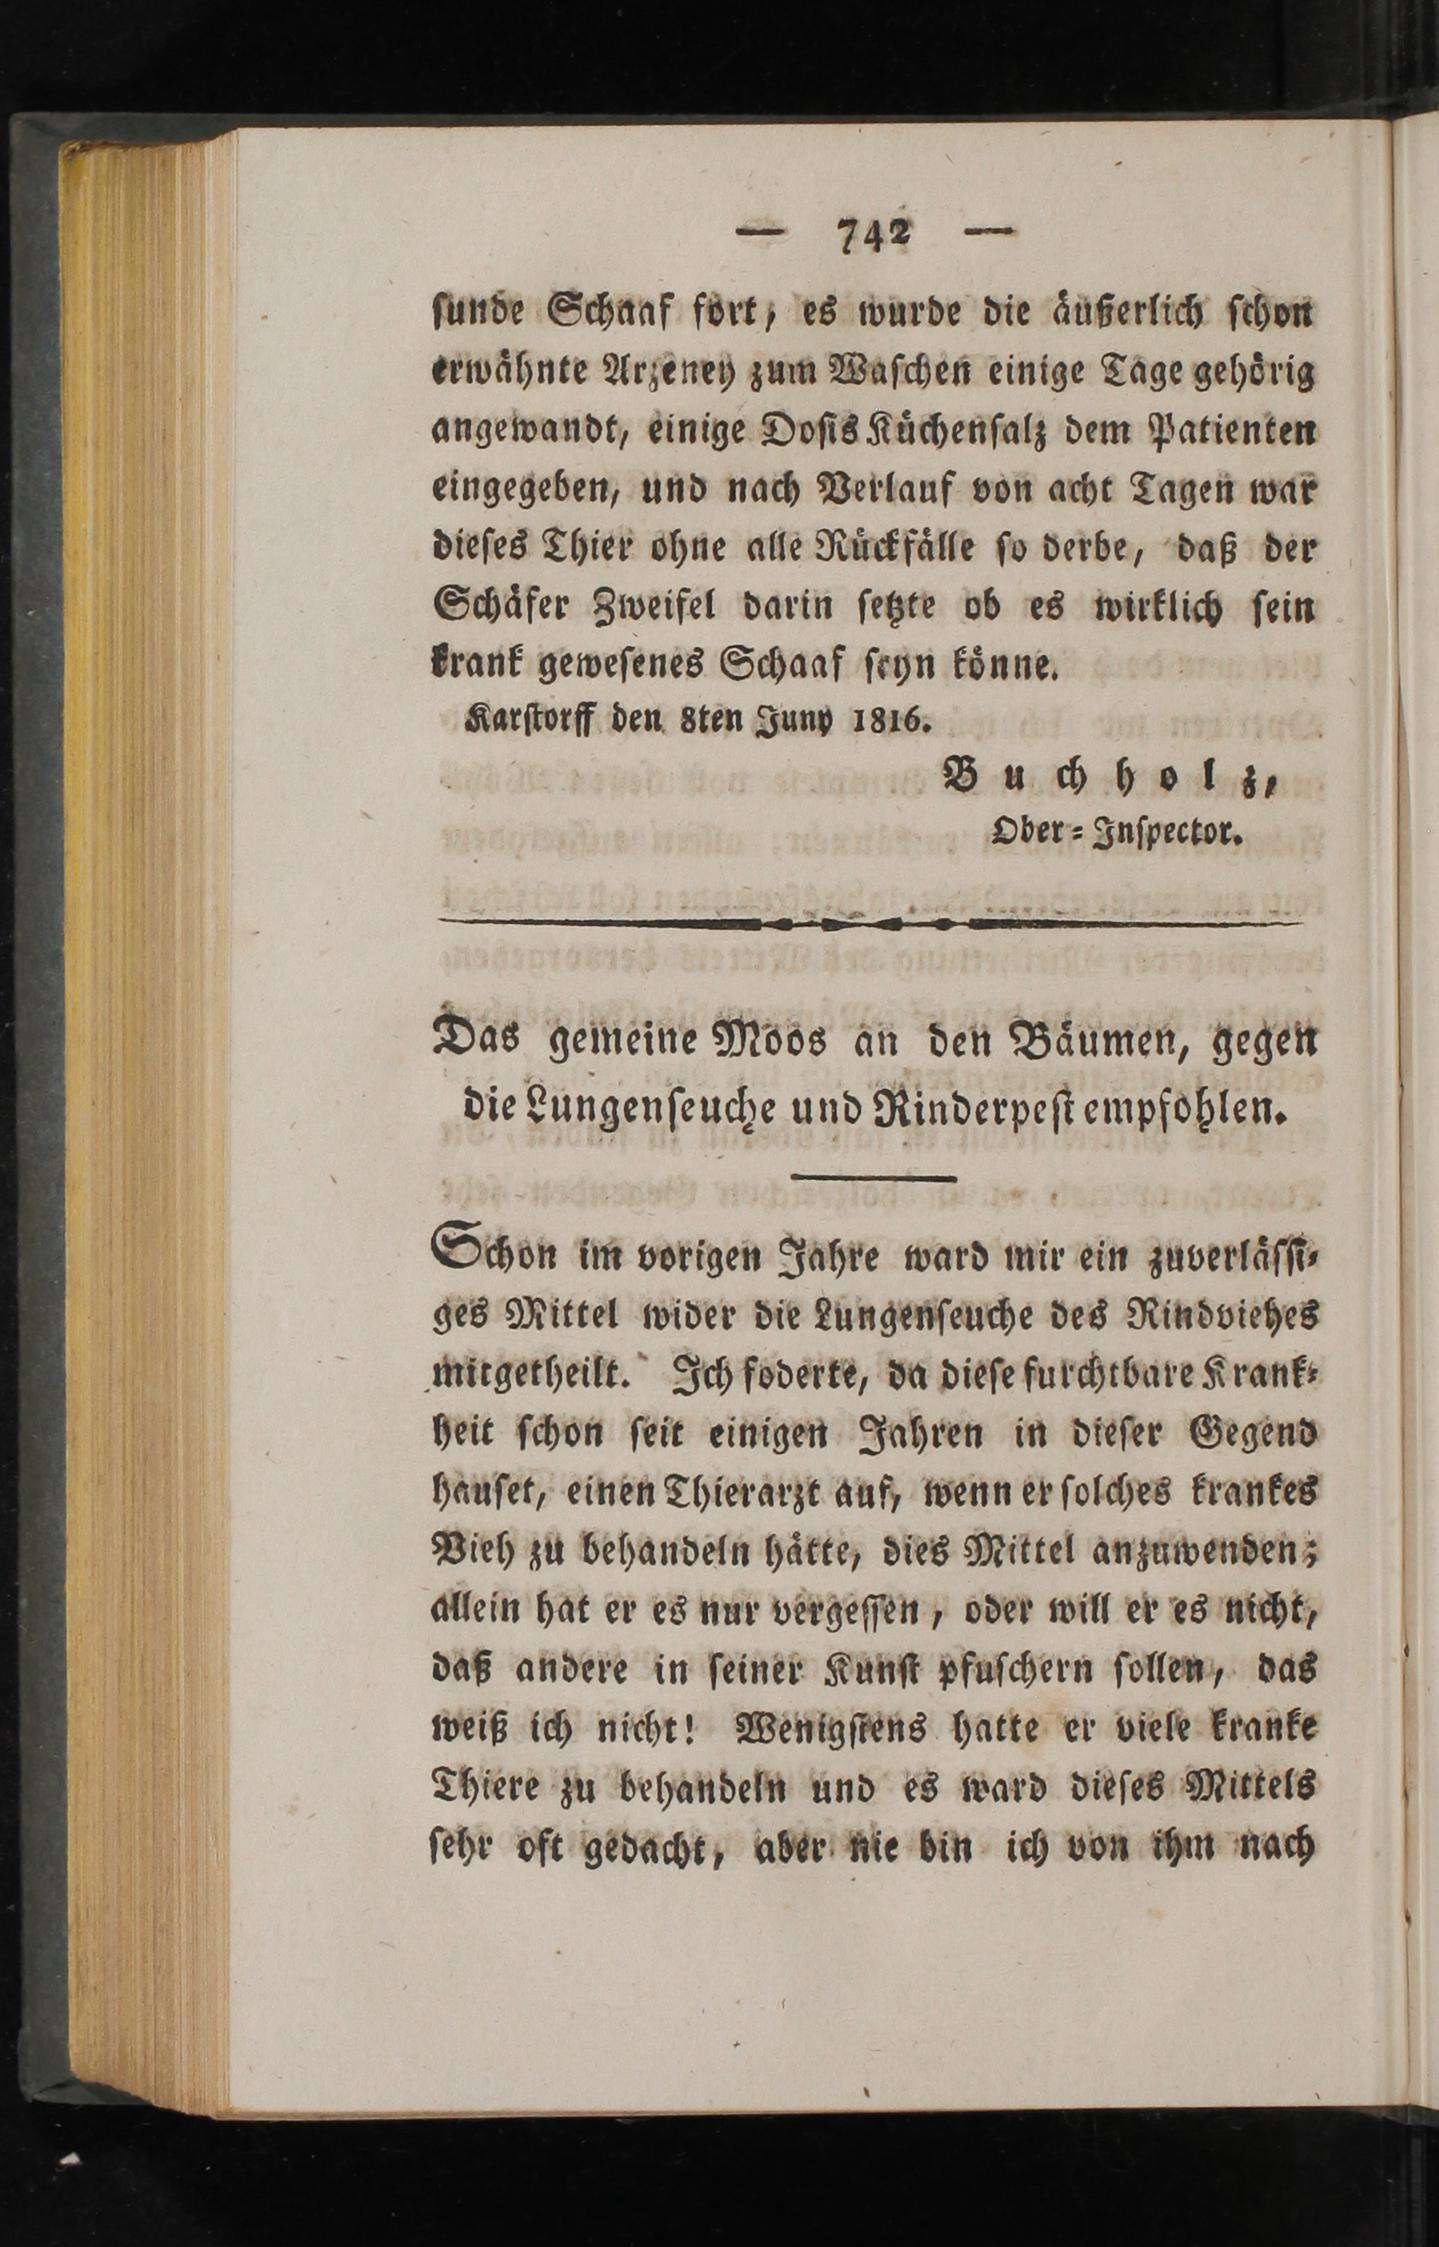 — 742 —
ſunde Schaaf fort, es wurde die äußerlich ſchon
erwähnte Arzeney zum Waſchen einige Tage gehörig
angewandt, einige Doſis Küchenſalz dem Patienten
eingegeben, und nach Verlauf von acht Tagen war
dieſes Thier ohne alle Rückfälle ſo derbe, daß der
Schäfer Zweifel darin ſetzte ob es wirklich ſein
krank geweſenes Schaaf ſeyn könne.
Karſtorff den 8ten Juny 1816.
Buchholz,
Ober-Inſpector.
Das gemeine Moos an den Bäumen, gegen
die Lungenſeuche und Rinderpeſt empfohlen.
Schon im vorigen Jahre ward mir ein zuverläſſi-
ges Mittel wider die Lungenſeuche des Rindviehes
mitgetheilt. Ich foderte, da dieſe furchtbare Krank-
heit ſchon ſeit einigen Jahren in dieſer Gegend
hauſet, einen Thierarzt auf, wenn er ſolches krankes
Vieh zu behandeln hätte, dies Mittel anzuwenden;
allein hat er es nur vergeſſen, oder will er es nicht,
daß andere in ſeiner Kunſt pfuſchern ſollen, das
weiß ich nicht! Wenigſtens hatte er viele kranke
Thiere zu behandeln und es ward dieſes Mittels
ſehr oft gedacht, aber nie bin ich von ihm nach